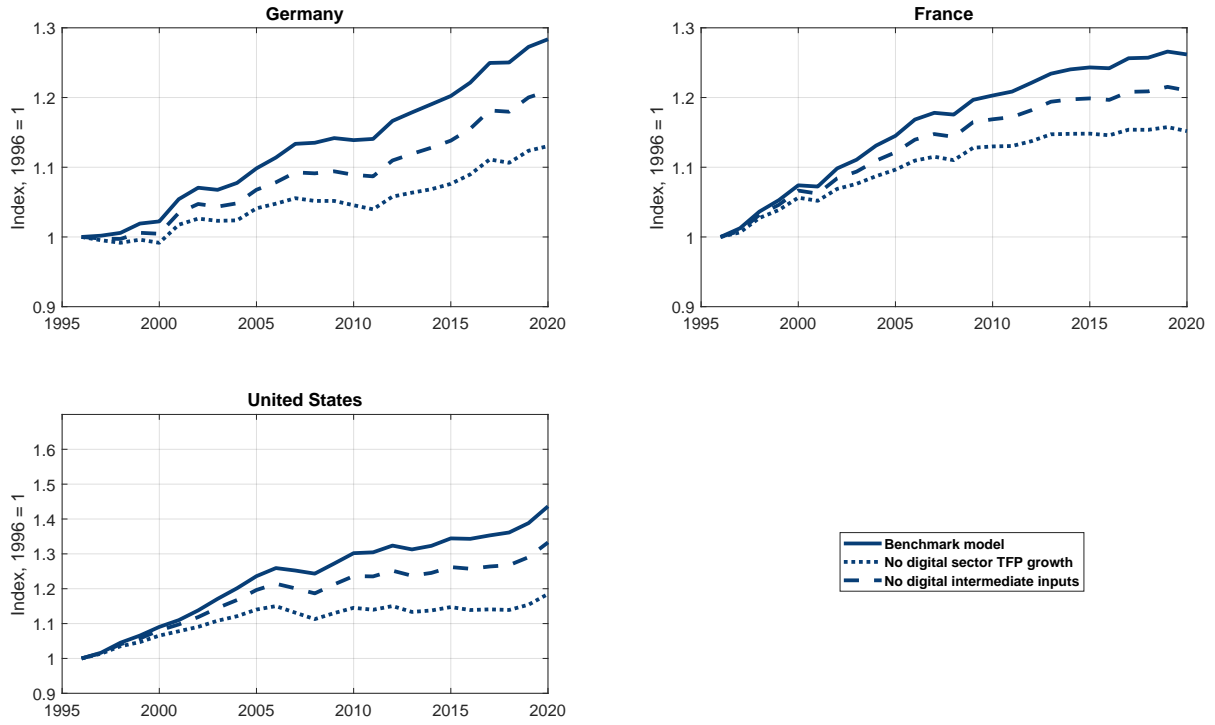 Germany
Index, 1996 = 1
1.3
1.2
1.1
1
0.9
1995 2000 2005 2010 2015 2020
France
Index, 1996 = 1
1.3
1.2
1.1
1
0.9
1995 2000 2005 2010 2015 2020
United States
Index, 1996 = 1
1.6
1.5
1.4
1.3
1.2
1.1
1
0.9
1995 2000 2005 2010 2015 2020
Benchmark model
No digital sector TFP growth
No digital intermediate inputs